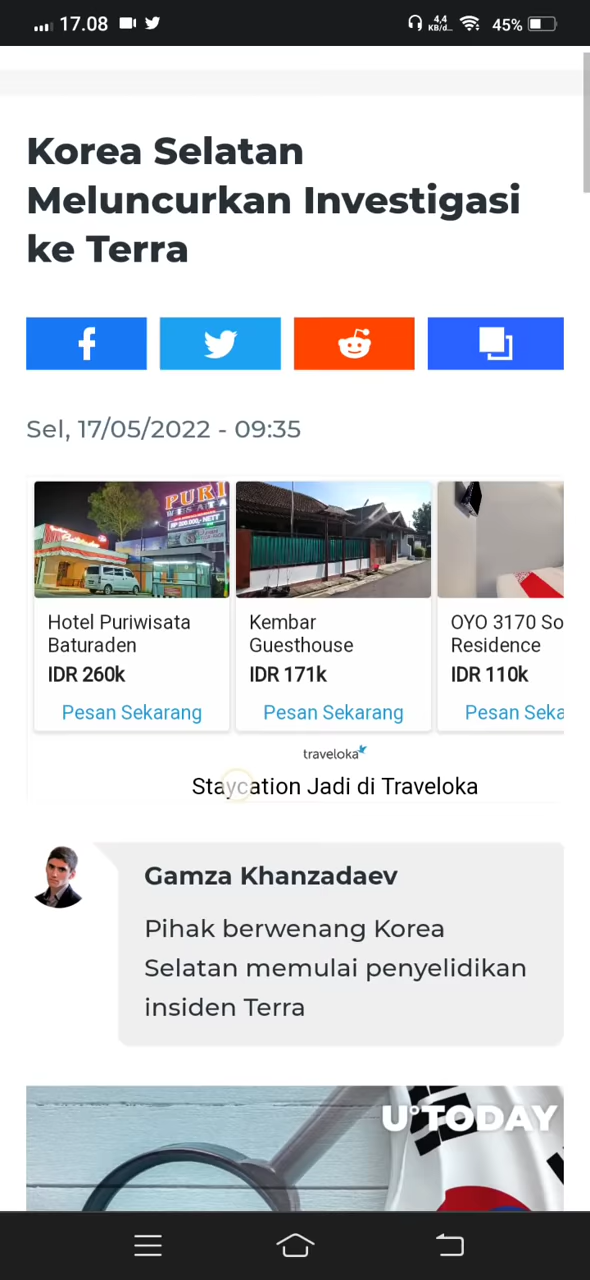 17.08
4,4
KB/d...
45%
Korea Selatan
Meluncurkan Investigasi
ke Terra
Sel, 17/05/2022 - 09:35
PURI
WISATA
Hotel Puriwisata
Baturaden
IDR 260k
Pesan Sekarang
Kembar
Guesthouse
IDR 171k
Pesan Sekarang
OYO 3170 So
Residence
IDR 110k
Pesan Seka
traveloka
Staycation Jadi di Traveloka
Gamza Khanzadaev
Pihak berwenang Korea
Selatan memulai penyelidikan
insiden Terra
U°TODAY